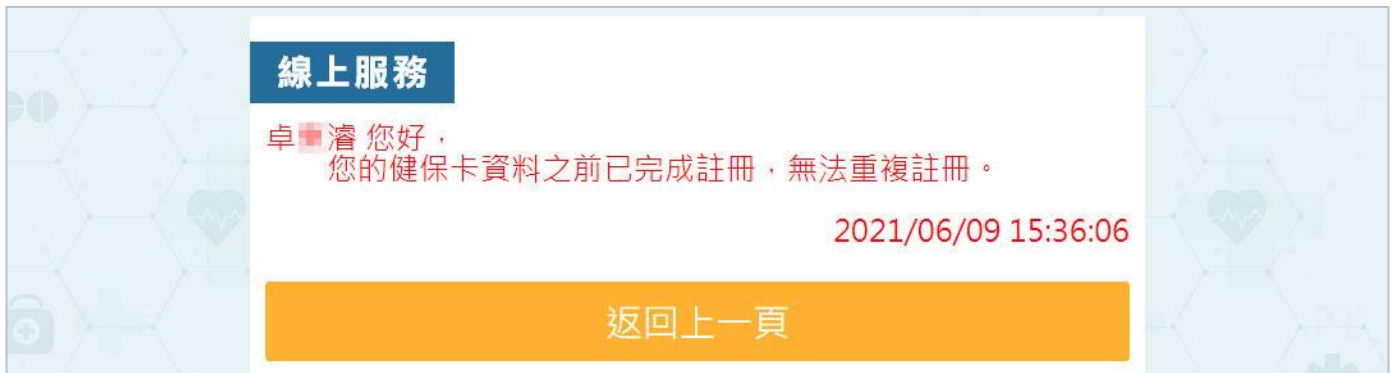 線上服務
卓 濬 您好，
您的健保卡資料之前已完成註冊，無法重複註冊。
2021/06/09 15:36:06
返回上一頁